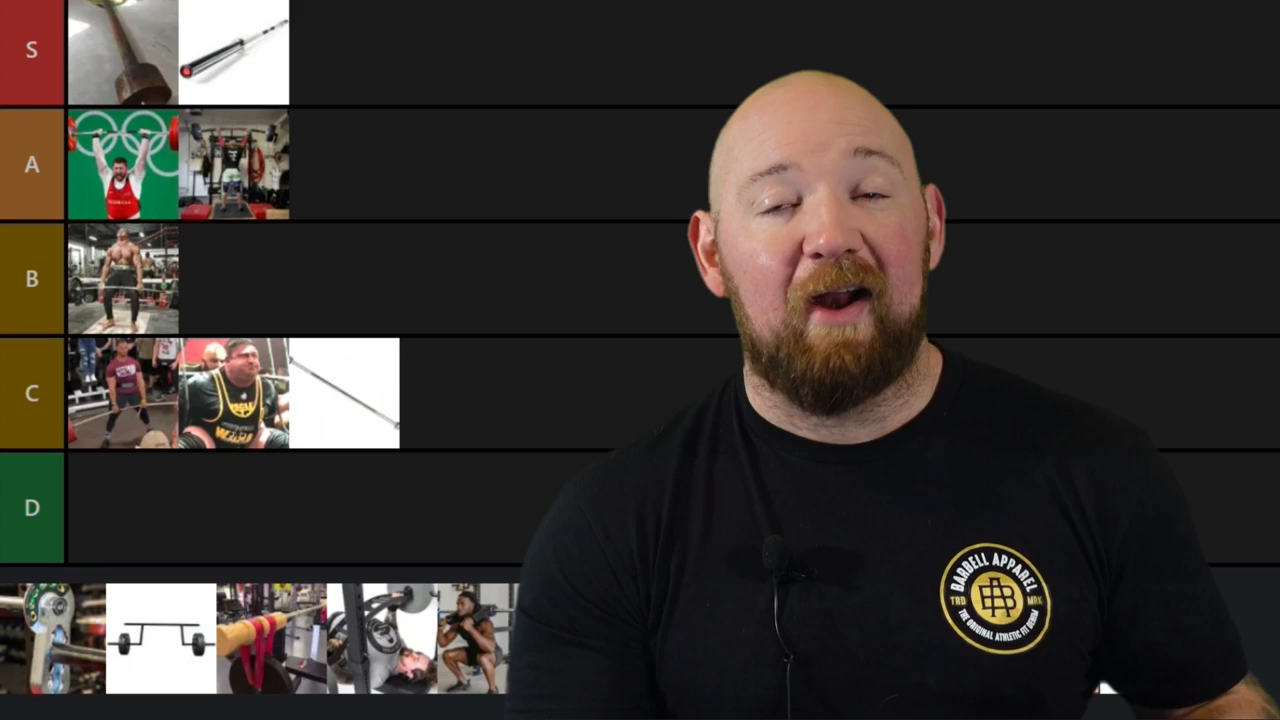 S
A
B
C
D
BARBELL APPAREL
TRD MRK
THE ORIGINAL ATHLETIC FIT DENIM